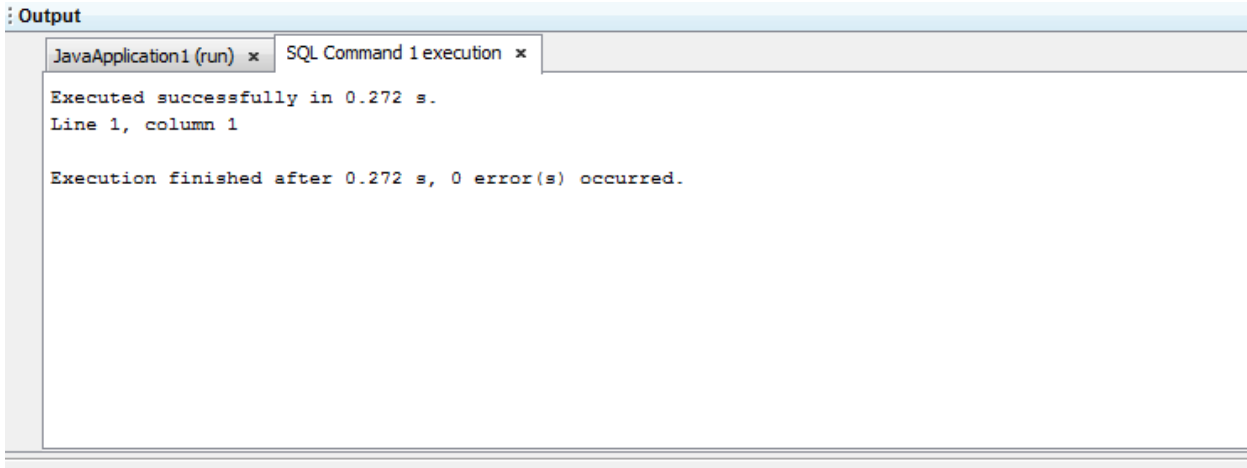 Output
JavaApplication1 (run) × SQL Command 1 execution ×
Executed successfully in 0.272 s.
Line 1, column 1
Execution finished after 0.272 s, 0 error(s) occurred.